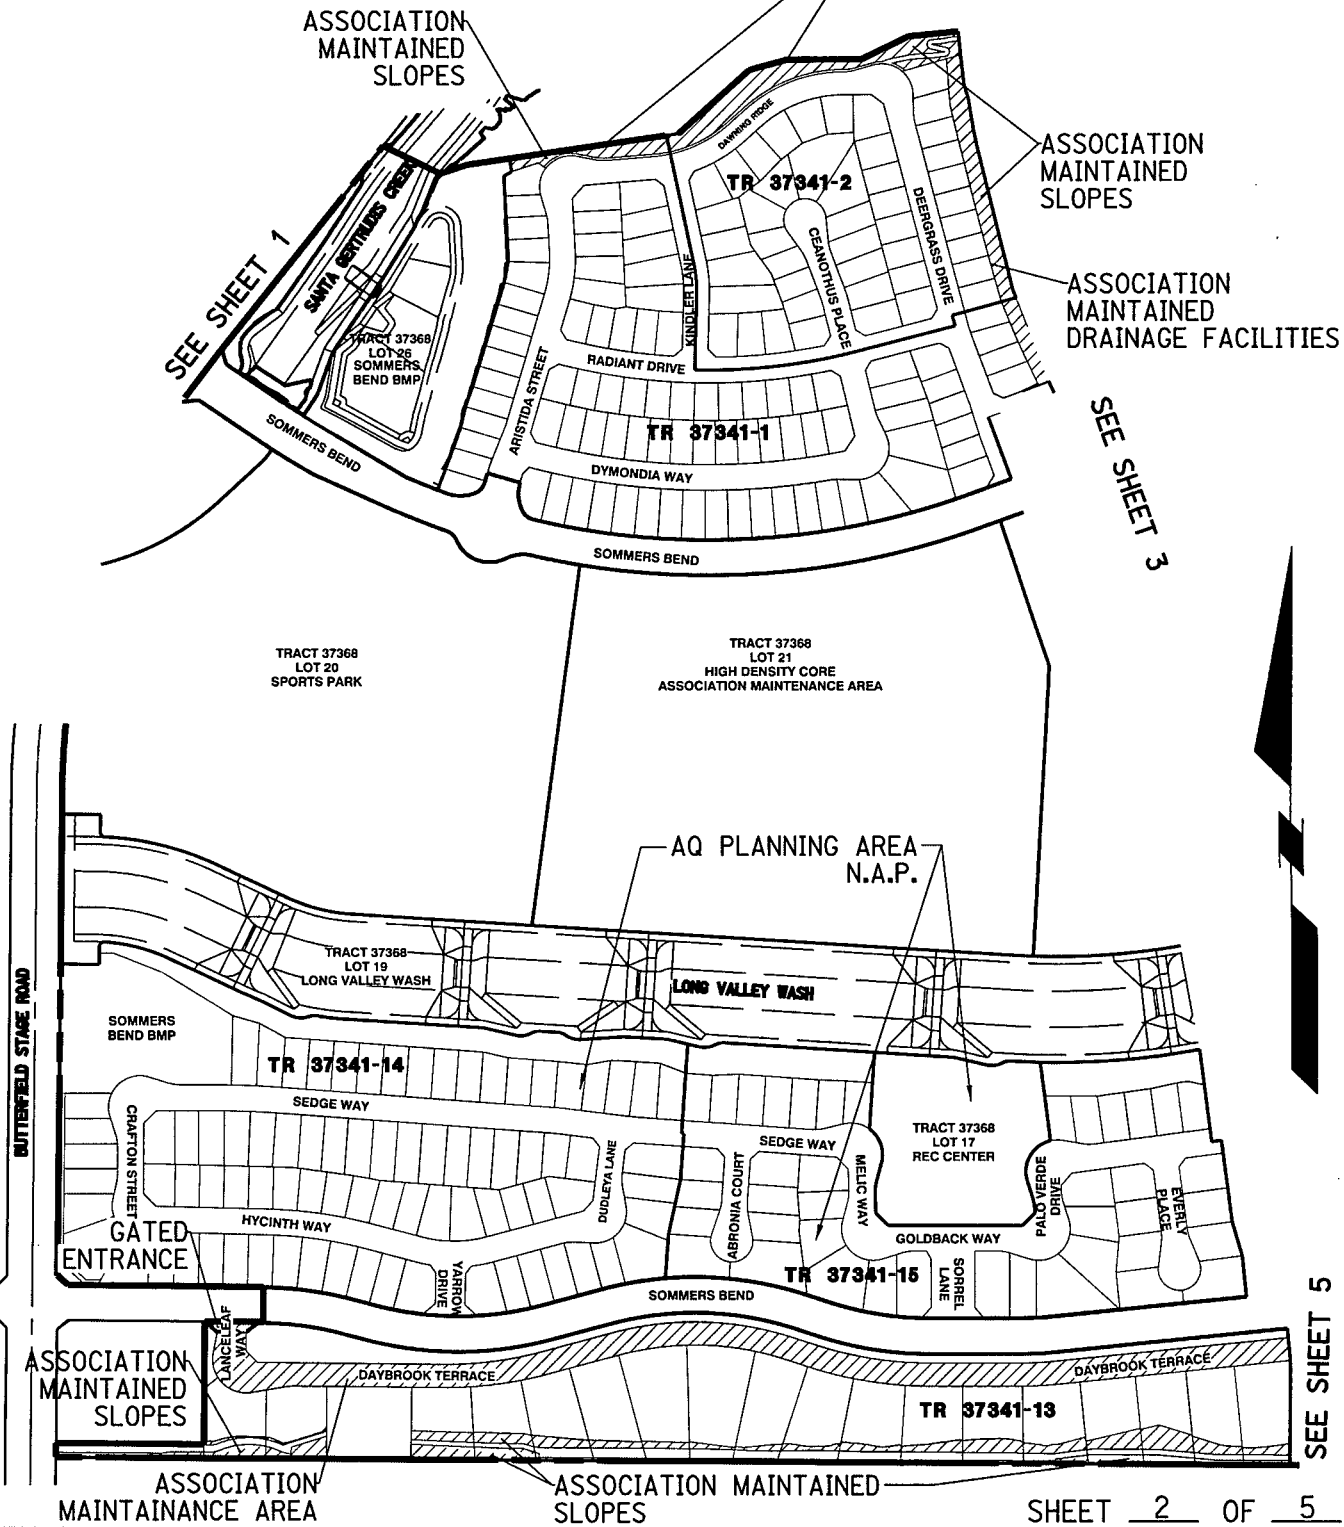 ASSOCIATION
MAINTAINED
SLOPES
ASSOCIATION
MAINTAINED
SLOPES
ASSOCIATION
MAINTAINED
DRAINAGE FACILITIES
DAWNING RIDGE
TR 37341-2
DEERGRASS DRIVE
CEANOTHUS PLACE
KINDLER LANE
SANTA GERTRUDIS CREEK
SEE SHEET 1
TRACT 37368
LOT 26
SOMMERS
BEND BMP
RADIANT DRIVE
ARISTIDA STREET
TR 37341-1
DYMONDIA WAY
SOMMERS BEND
SOMMERS BEND
SEE SHEET 3
TRACT 37368
LOT 20
SPORTS PARK
TRACT 37368
LOT 21
HIGH DENSITY CORE
ASSOCIATION MAINTENANCE AREA
AQ PLANNING AREA
N.A.P.
TRACT 37368
LOT 19
LONG VALLEY WASH
LONG VALLEY WASH
BUTTERFIELD STAGE ROAD
SOMMERS
BEND BMP
TR 37341-14
SEDGE WAY
CRAFTON STREET
DUDLEYA LANE
HYCINTH WAY
YARROW
DRIVE
SEDGE WAY
ABRONIA COURT
MELIC WAY
TRACT 37368
LOT 17
REC CENTER
PALO VERDE
DRIVE
EVERLY
PLACE
GOLDBACK WAY
SORREL
LANE
TR 37341-15
GATED
ENTRANCE
SOMMERS BEND
LANCELEAF
WAY
ASSOCIATION
MAINTAINED
SLOPES
DAYBROOK TERRACE
DAYBROOK TERRACE
TR 37341-13
SEE SHEET 5
ASSOCIATION
MAINTAINANCE AREA
ASSOCIATION MAINTAINED
SLOPES
SHEET 2 OF 5